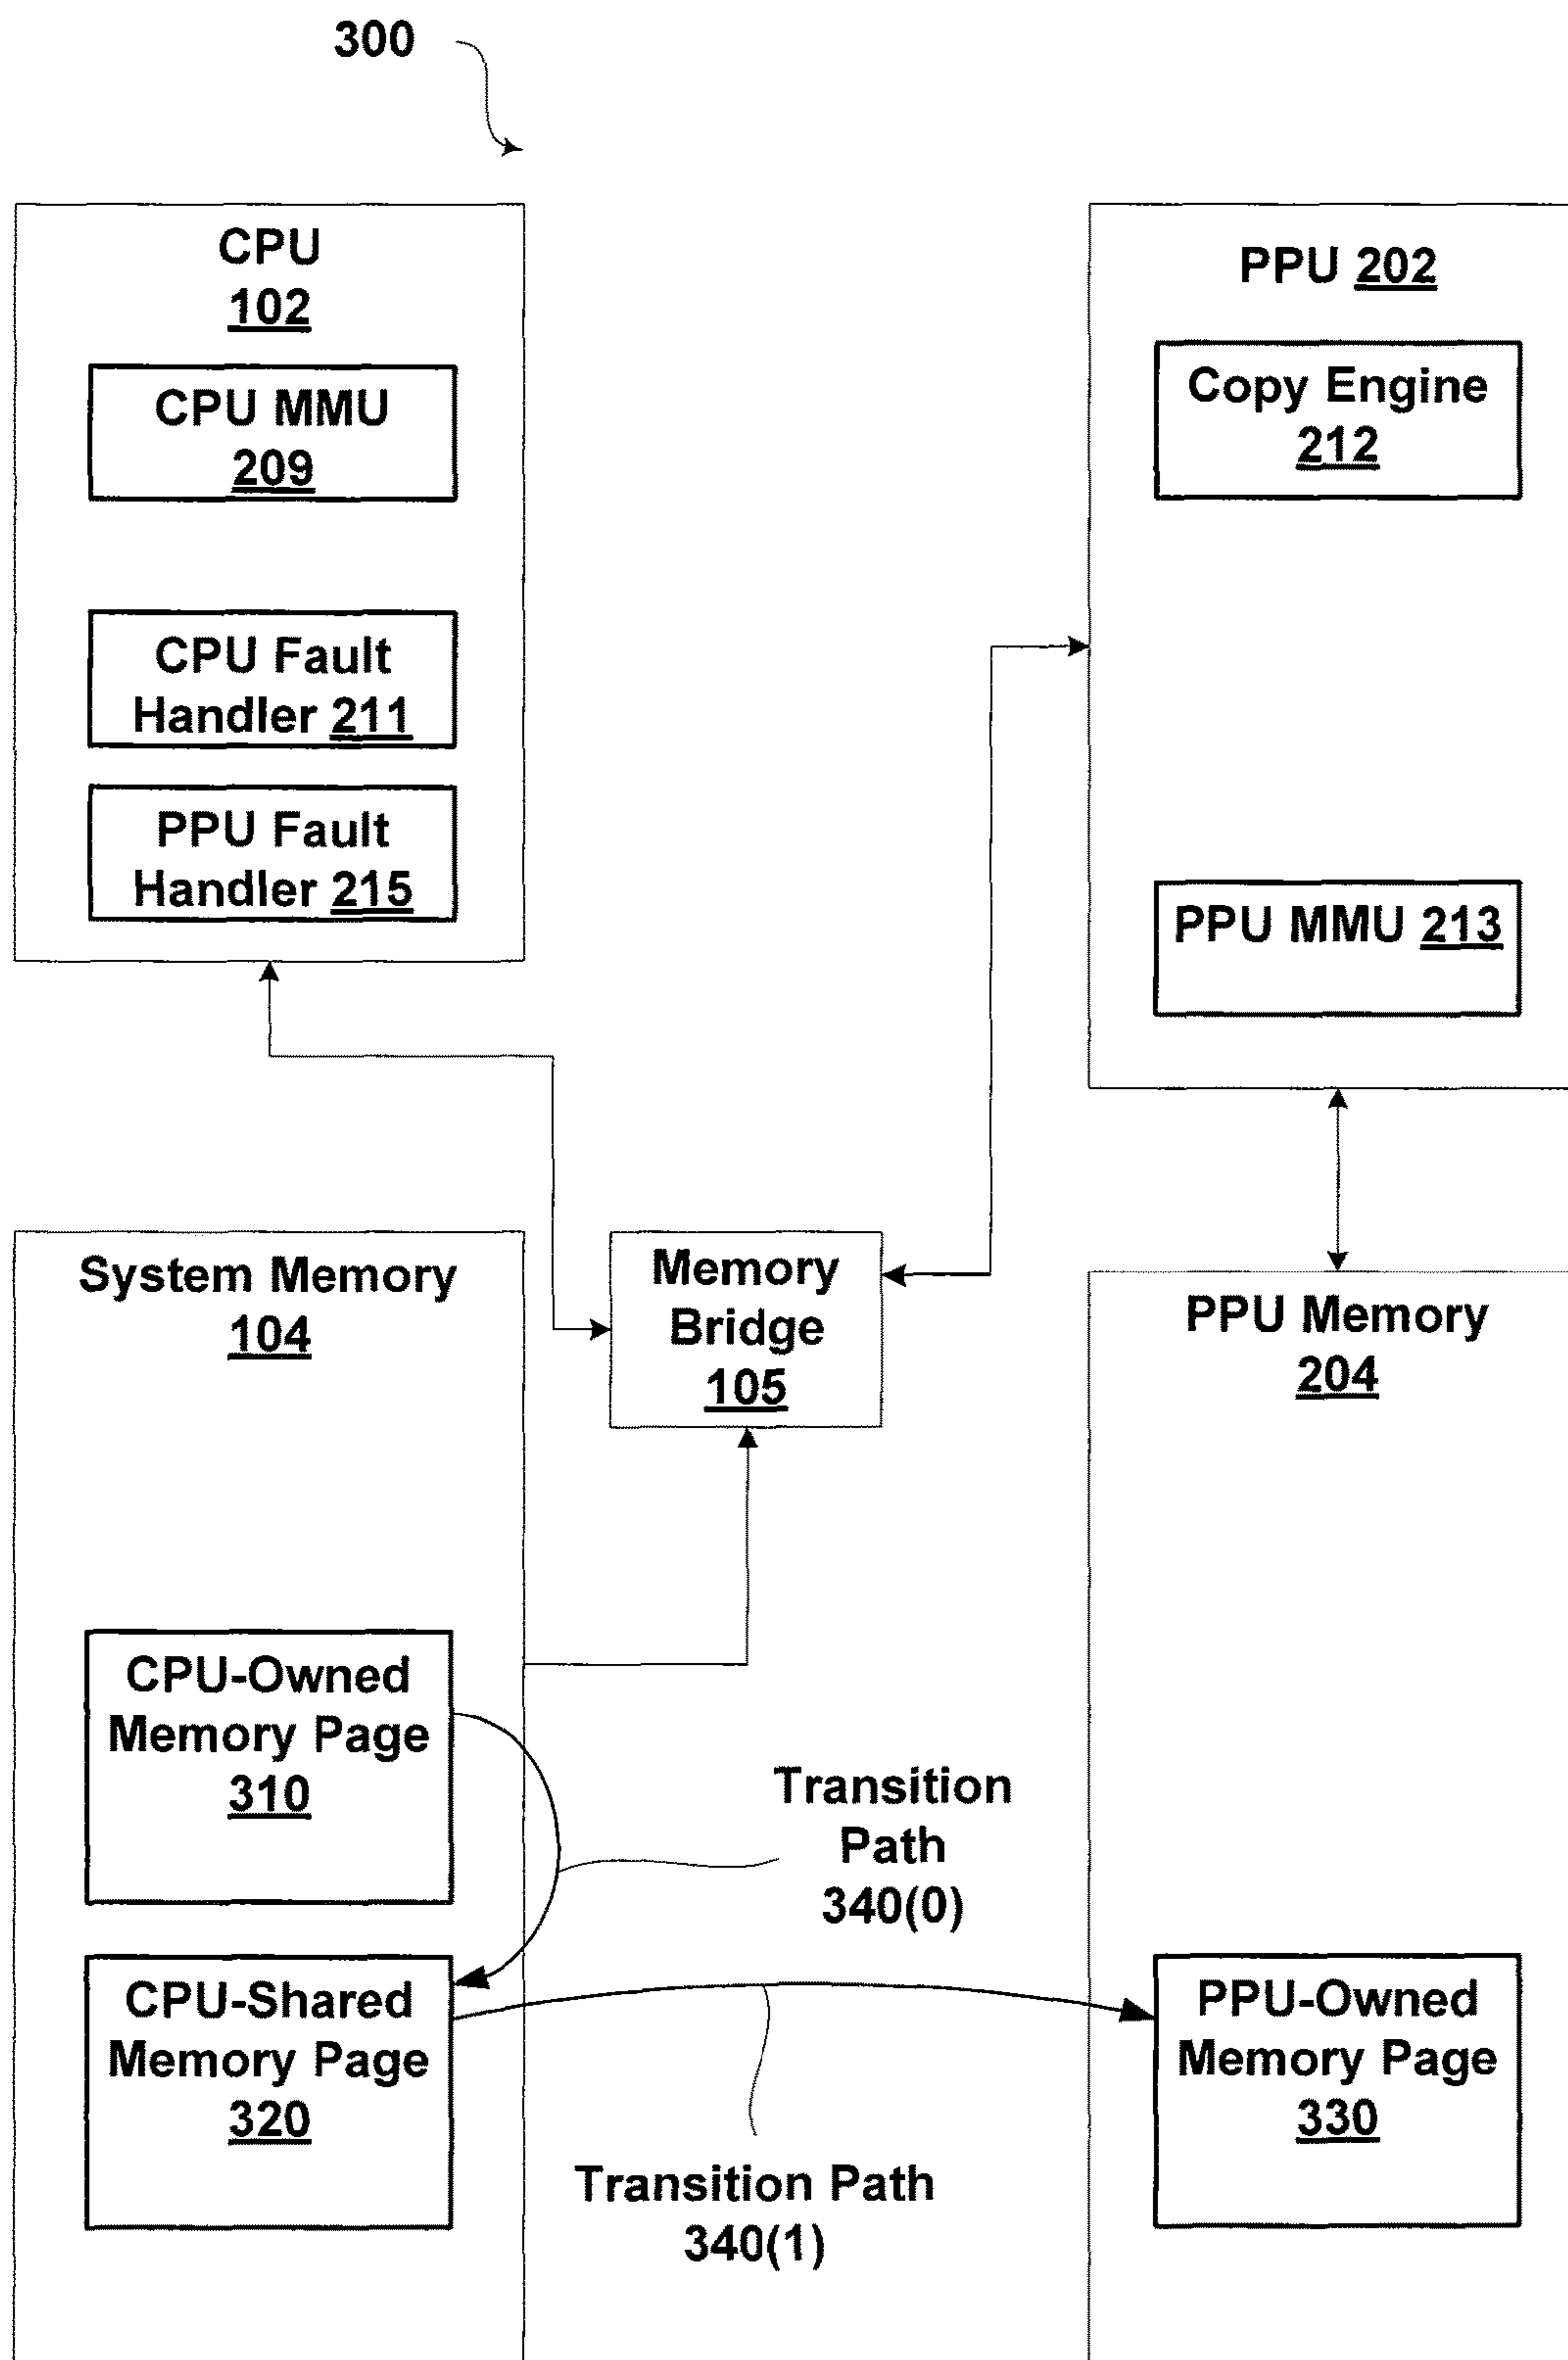 300
CPU
102
CPU MMU
209
CPU Fault
Handler 211
PPU Fault
Handler 215
PPU 202
Copy Engine
212
PPU MMU 213
System Memory
104
Memory
Bridge
105
PPU Memory
204
CPU-Owned
Memory Page
310
Transition
Path
340(0)
CPU-Shared
Memory Page
320
PPU-Owned
Memory Page
330
Transition Path
340(1)